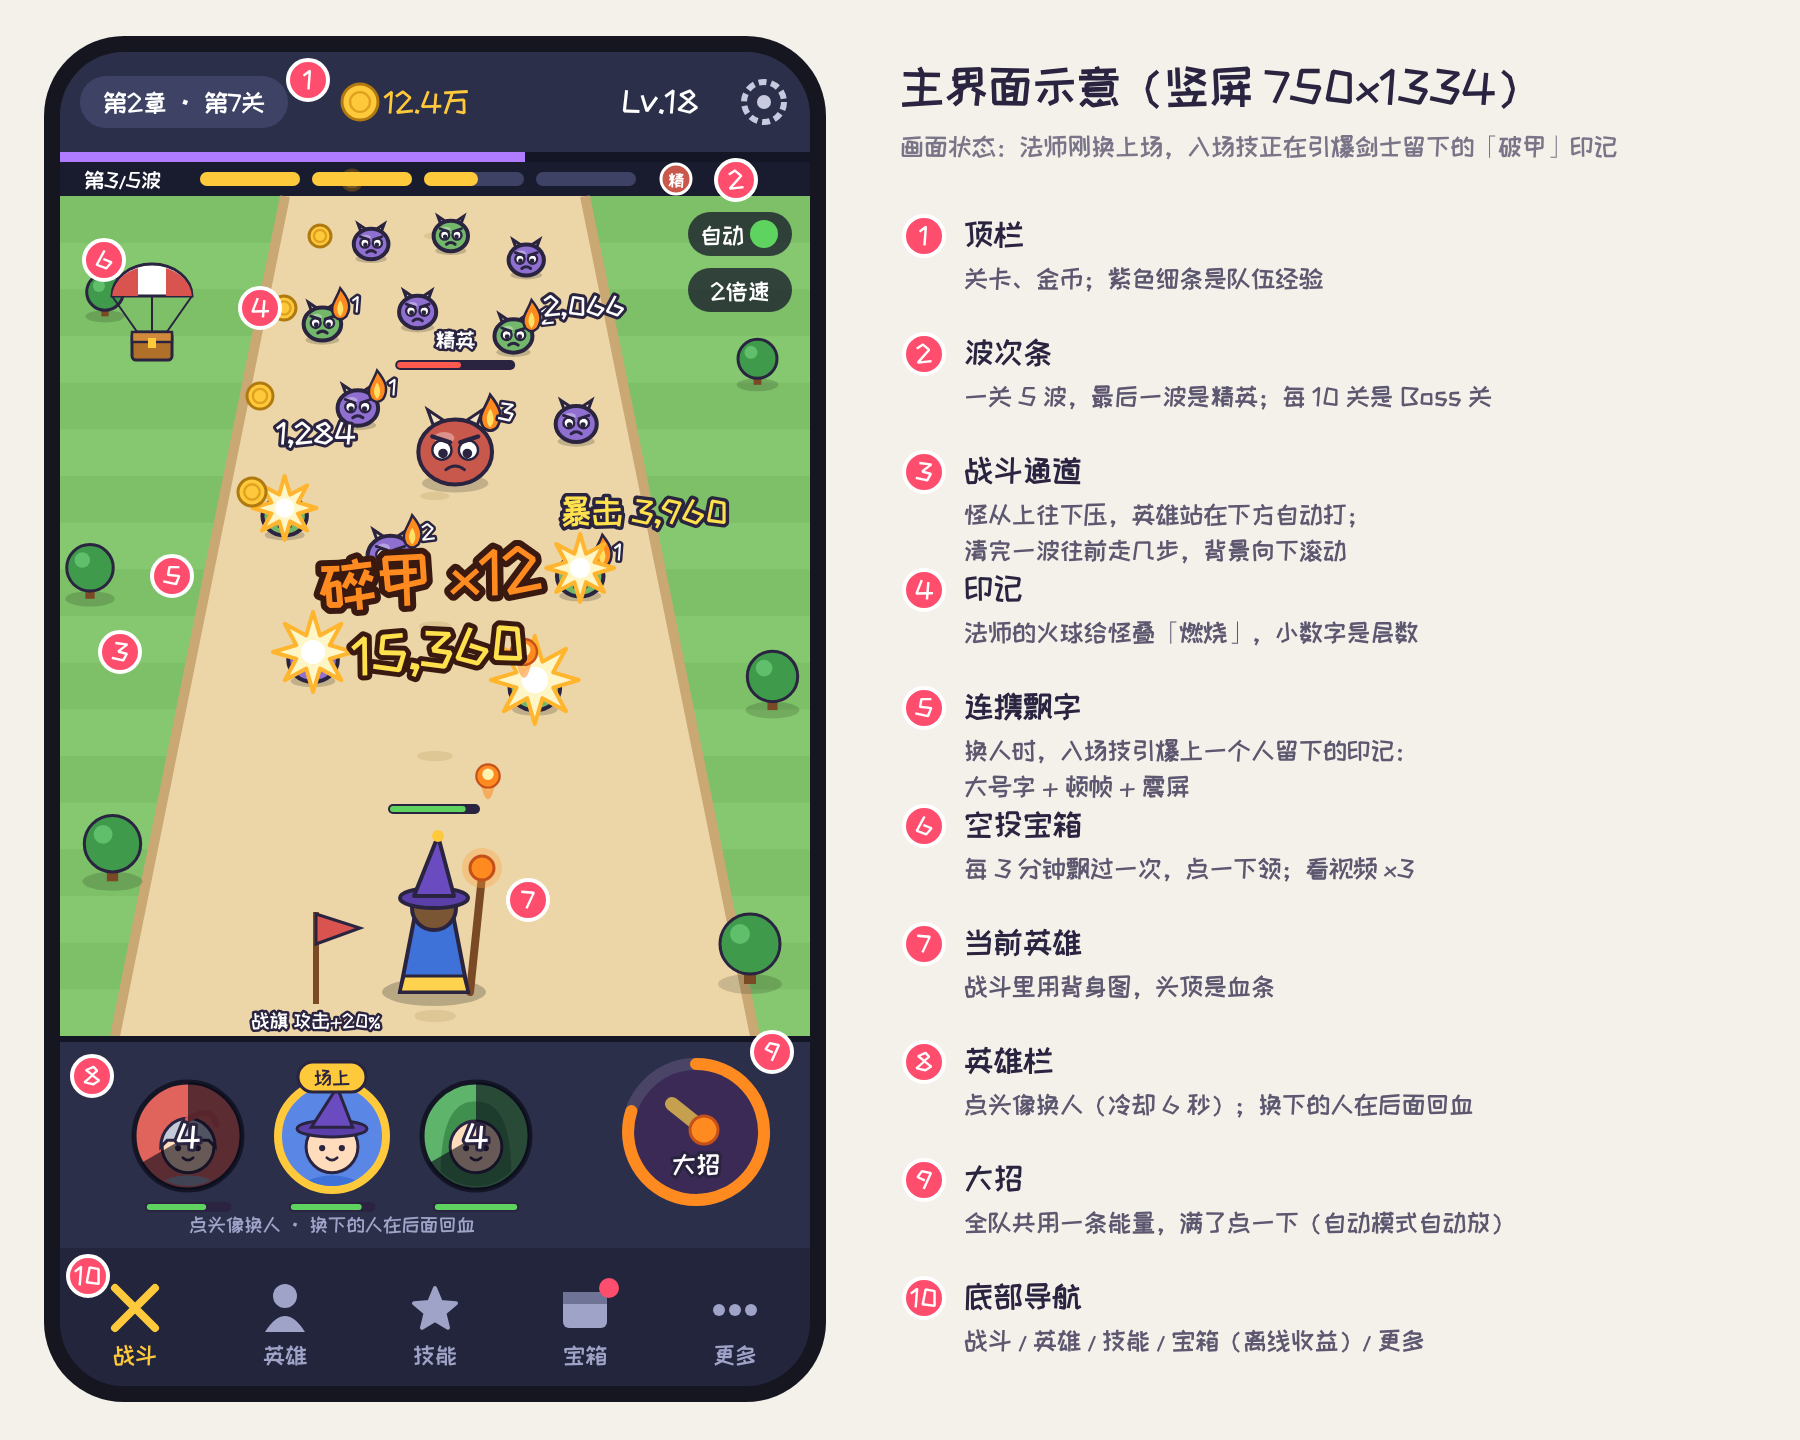 第2章 · 第7关
1
12.4万
Lv.18
第3/5波
精
2
自动
2倍速
6
4
1
2,066
精英
1
3
1,284
暴击 3,960
2
1
碎甲 x12
5
15,360
3
7
战旗 攻击+20%
8
9
场上
4
4
大招
点头像换人 · 换下的人在后面回血
10
战斗
英雄
技能
宝箱
更多
主界面示意（竖屏 750x1334）
画面状态：法师刚换上场，入场技正在引爆剑士留下的「破甲」印记
1 顶栏
关卡、金币；紫色细条是队伍经验
2 波次条
一关 5 波，最后一波是精英；每 10 关是 Boss 关
3 战斗通道
怪从上往下压，英雄站在下方自动打；
清完一波往前走几步，背景向下滚动
4 印记
法师的火球给怪叠「燃烧」，小数字是层数
5 连携飘字
换人时，入场技引爆上一个人留下的印记：
大号字 + 顿帧 + 震屏
6 空投宝箱
每 3 分钟飘过一次，点一下领；看视频 x3
7 当前英雄
战斗里用背身图，头顶是血条
8 英雄栏
点头像换人（冷却 6 秒）；换下的人在后面回血
9 大招
全队共用一条能量，满了点一下（自动模式自动放）
10 底部导航
战斗 / 英雄 / 技能 / 宝箱（离线收益）/ 更多